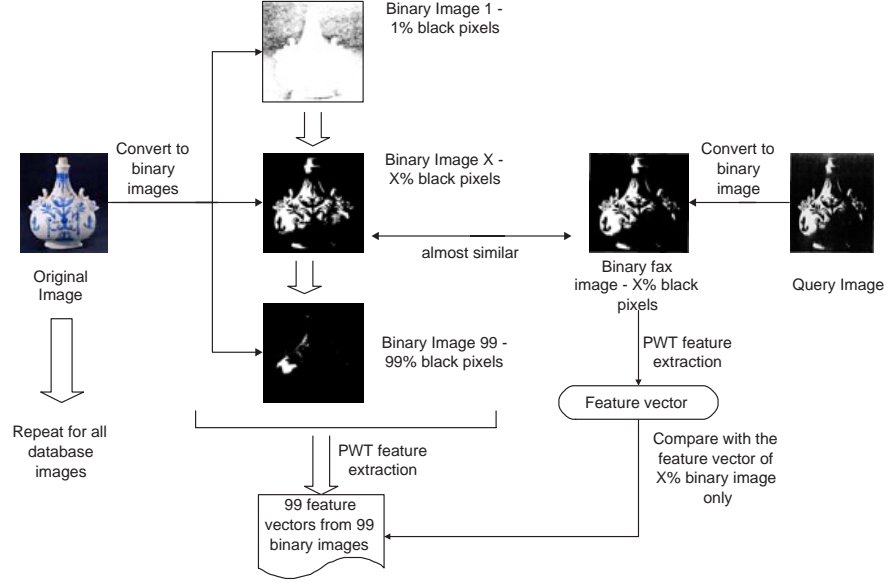 Binary Image 1 -
1% black pixels
Convert to
binary
images
Binary Image X -
X% black pixels
Convert to
binary
image
almost similar
Original
Image
Binary fax
image - X% black
pixels
Query Image
Binary Image 99 -
99% black pixels
PWT feature
extraction
Feature vector
Repeat for all
database
images
PWT feature
extraction
Compare with the
feature vector of
X% binary image
only
99 feature
vectors from 99
binary images